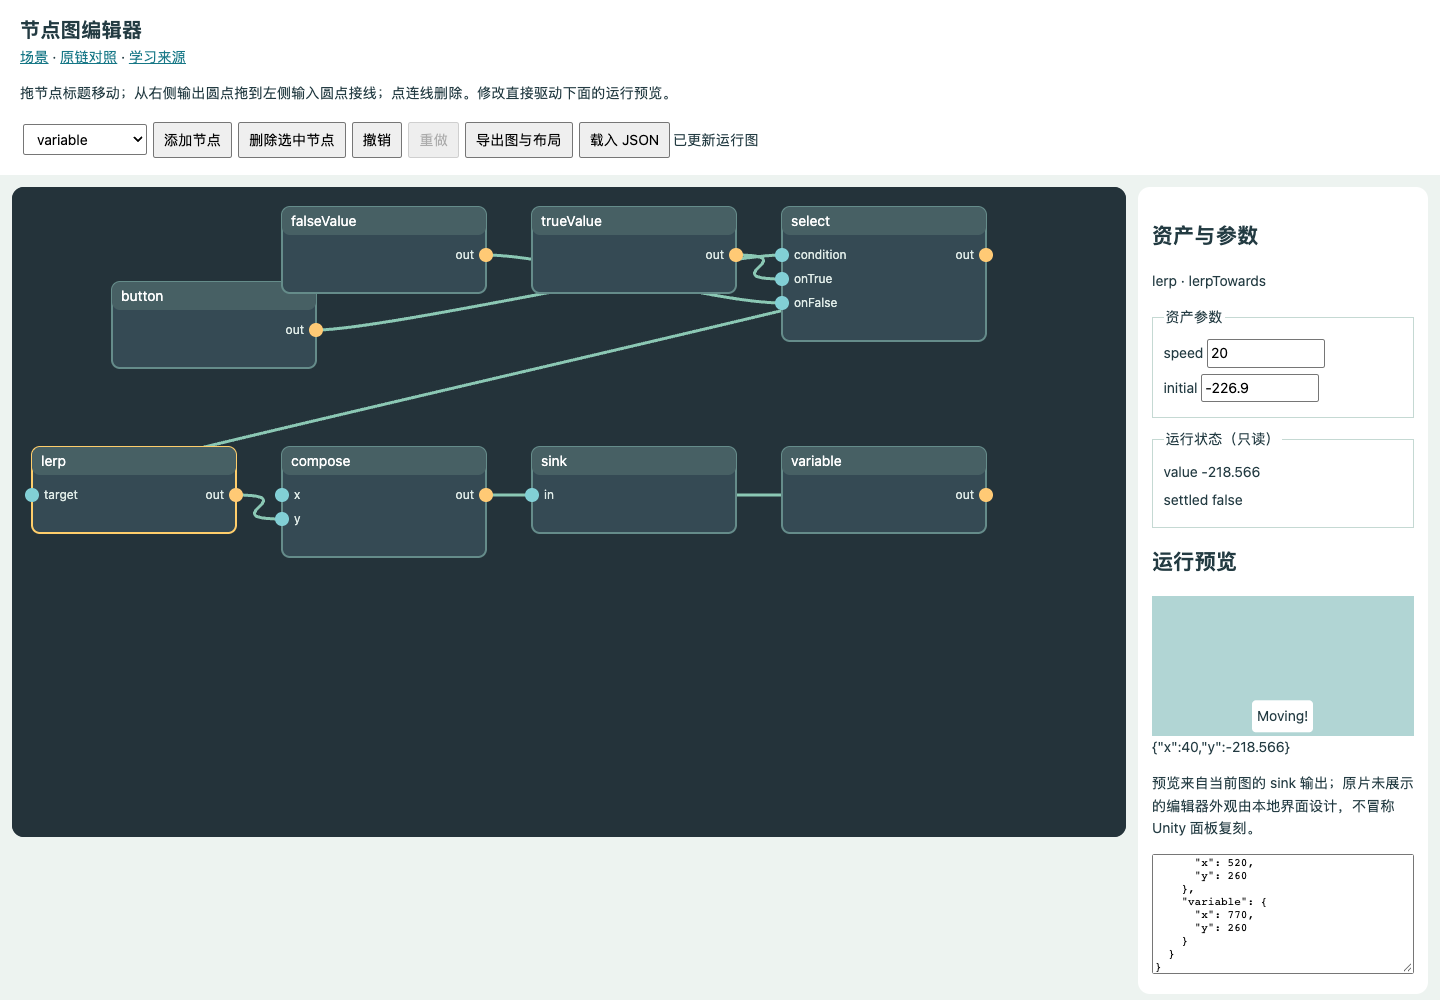 节点图编辑器
场景 · 原链对照 · 学习来源
拖节点标题移动；从右侧输出圆点拖到左侧输入圆点接线；点连线删除。修改直接驱动下面的运行预览。
variable 添加节点 删除选中节点 撤销 重做 导出图与布局 载入 JSON 已更新运行图
falseValue
out
trueValue
out
select
condition
out
onTrue
onFalse
button
out
lerp
target
out
compose
x
out
y
sink
in
variable
out
资产与参数
lerp · lerpTowards
资产参数
speed 20
initial -226.9
运行状态（只读）
value -218.566
settled false
运行预览
Moving!
{"x":40,"y":-218.566}
预览来自当前图的 sink 输出；原片未展示
的编辑器外观由本地界面设计，不冒称
Unity 面板复刻。
"x": 520,
"y": 260
},
"variable": {
"x": 770,
"y": 260
}
}
}